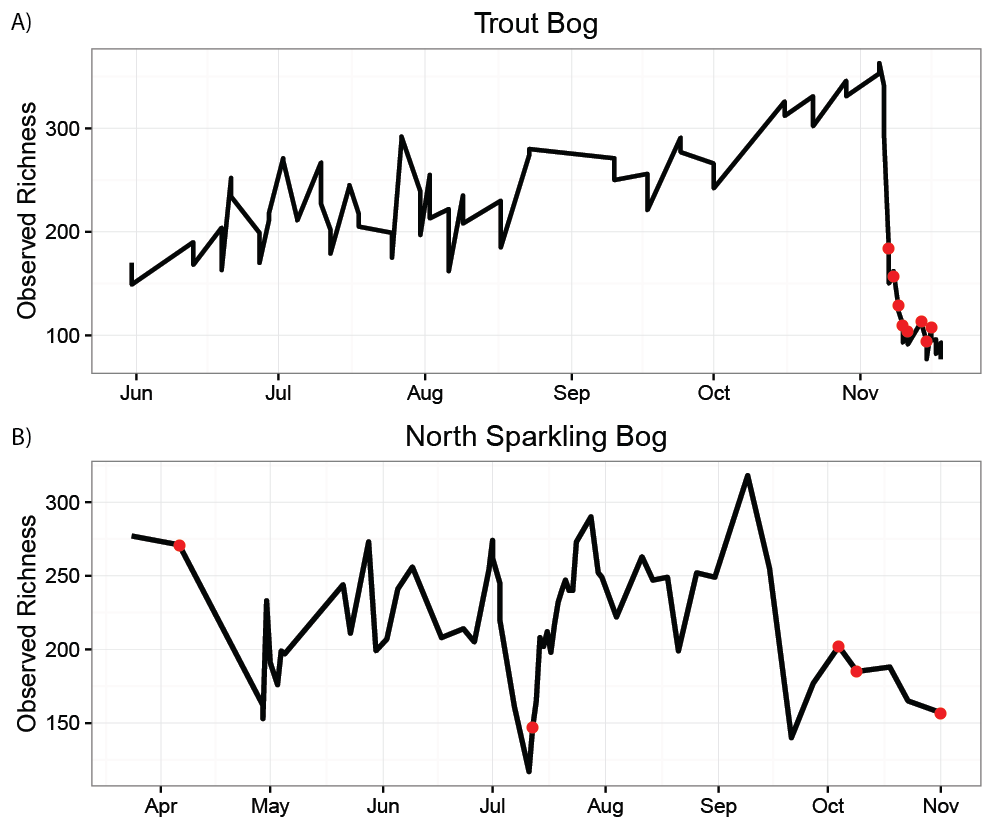 A)
Trout Bog
Observed Richness
300
200
100
Jun Jul Aug Sep Oct Nov
B)
North Sparkling Bog
Observed Richness
300
250
200
150
Apr May Jun Jul Aug Sep Oct Nov